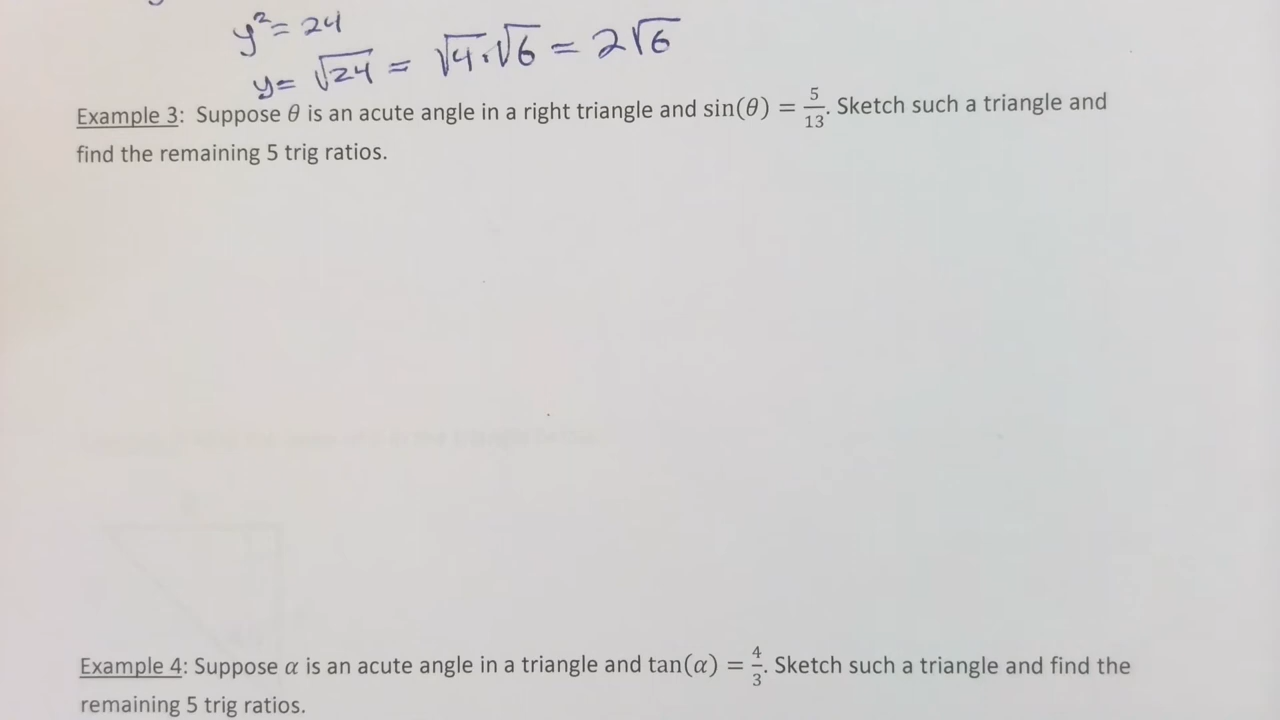 y² = 24
y = √24 = √4 · √6 = 2√6
Example 3: Suppose θ is an acute angle in a right triangle and sin(θ) = 5/13. Sketch such a triangle and
find the remaining 5 trig ratios.
Example 4: Suppose α is an acute angle in a triangle and tan(α) = 4/3. Sketch such a triangle and find the
remaining 5 trig ratios.